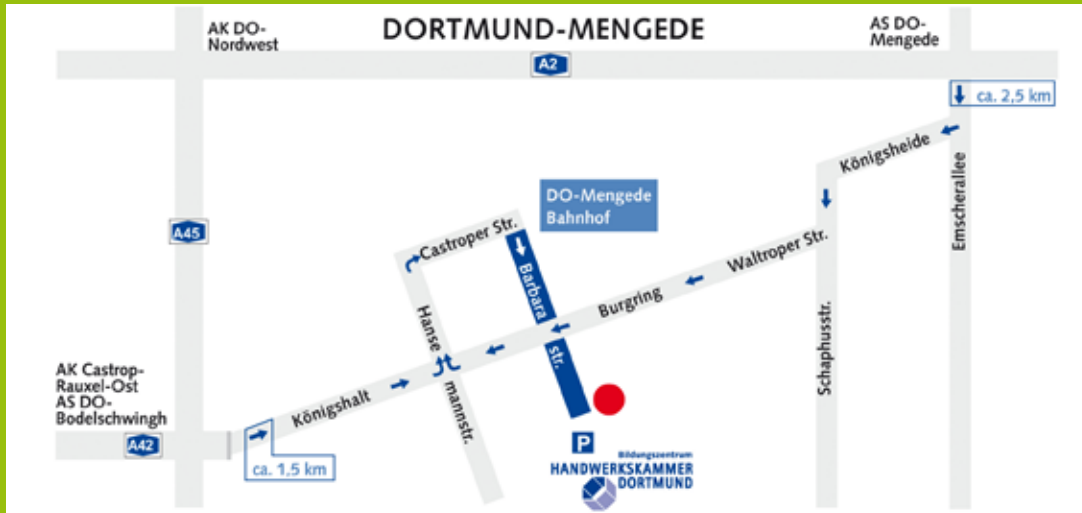 AK DO-
Nordwest
DORTMUND-MENGEDE
AS DO-
Mengede
A2
ca. 2,5 km
Königsheide
DO-Mengede
Bahnhof
A45
Castroper Str.
Emscherallee
Waltroper Str.
Barbara
str.
Burgring
Hanse
mannstr.
Schaphusstr.
AK Castrop-
Rauxel-Ost
AS DO-
Bodelschwingh
Königshalt
A42
ca. 1,5 km
P
Bildungszentrum
HANDWERKSKAMMER
DORTMUND